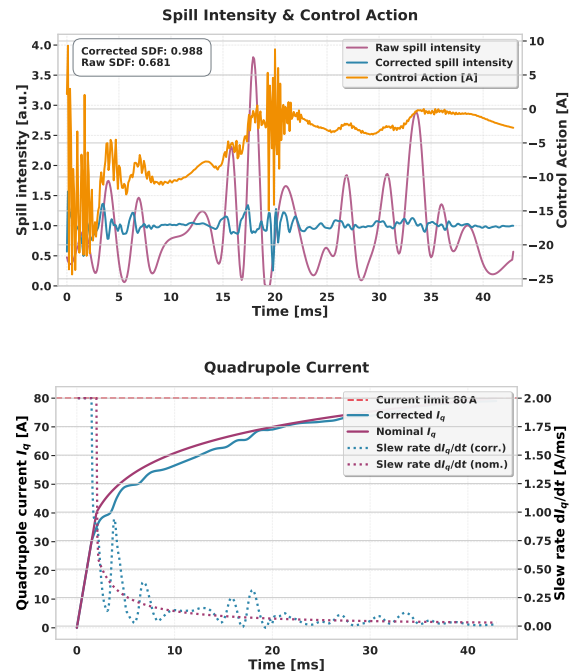 Spill Intensity & Control Action
Corrected SDF: 0.988
Raw SDF: 0.681
Raw spill intensity
Corrected spill intensity
Control Action [A]
Spill intensity [a.u.]
4.0
3.5
3.0
2.5
2.0
1.5
1.0
0.5
0.0
Control Action [A]
10
5
0
−5
−10
−15
−20
−25
0 5 10 15 20 25 30 35 40
Time [ms]
Quadrupole Current
Current limit 80 A
Corrected I_q
Nominal I_q
Slew rate dI_q/dt (corr.)
Slew rate dI_q/dt (nom.)
Quadrupole current I_q [A]
80
70
60
50
40
30
20
10
0
Slew rate dI_q/dt [A/ms]
2.00
1.75
1.50
1.25
1.00
0.75
0.50
0.25
0.00
0 10 20 30 40
Time [ms]